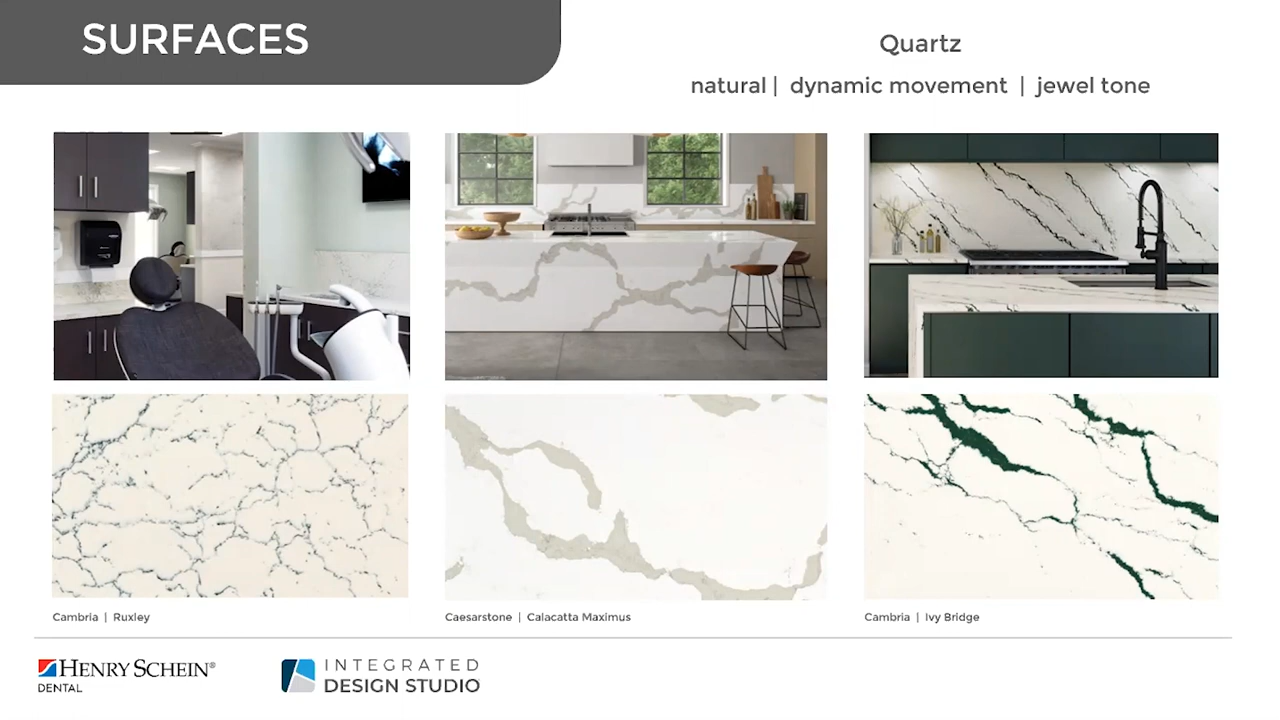 SURFACES
Quartz
natural | dynamic movement | jewel tone
Cambria | Ruxley
Caesarstone | Calacatta Maximus
Cambria | Ivy Bridge
HENRY SCHEIN®
DENTAL
INTEGRATED
DESIGN STUDIO